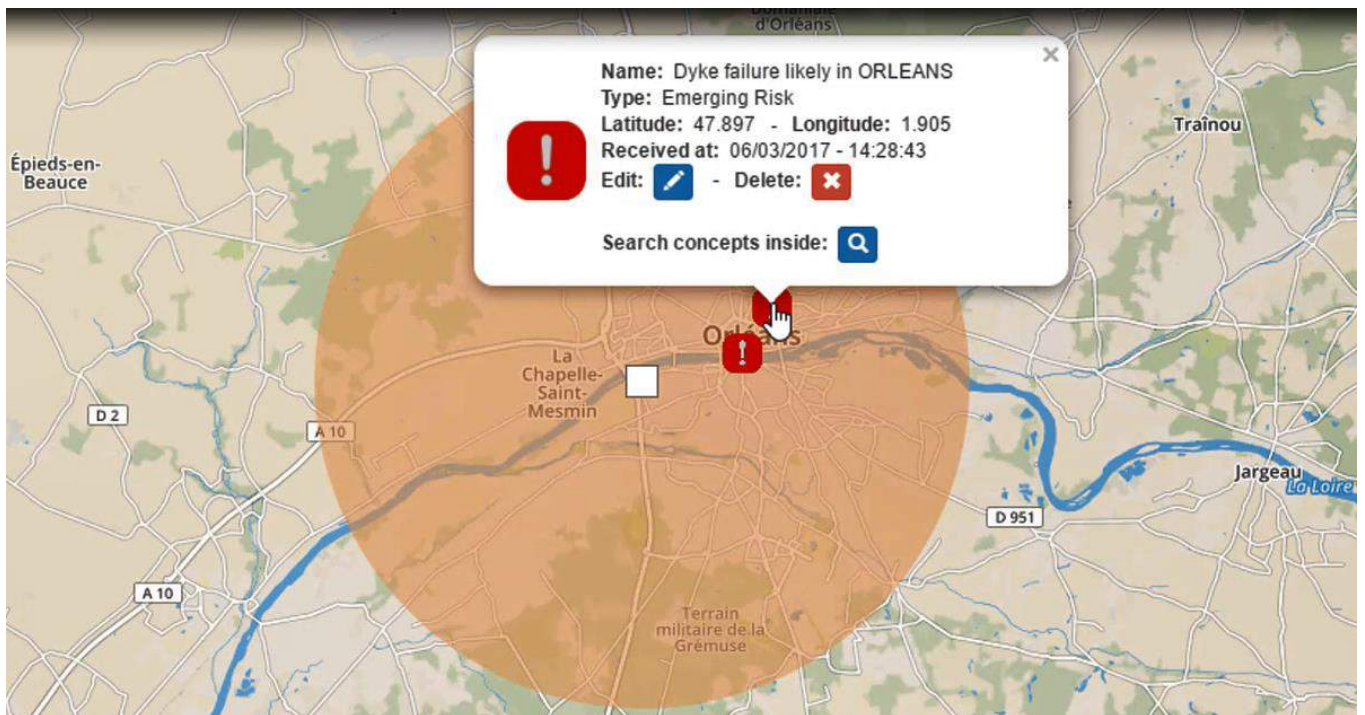 Domaniale
d'Orléans
×
Name: Dyke failure likely in ORLEANS
Type: Emerging Risk
Latitude: 47.897 - Longitude: 1.905
Received at: 06/03/2017 - 14:28:43
Edit: - Delete:
Search concepts inside:
Traînou
Épieds-en-
Beauce
Orléans
La
Chapelle-
Saint-
Mesmin
D 2
A 10
Jargeau
La Loire
D 951
A 10
Terrain
militaire de la
Grémuse